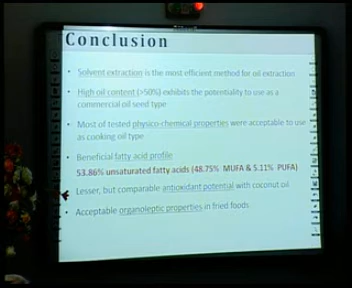 Conclusion
• Solvent extraction is the most efficient method for oil extraction
• High oil content (>50%) exhibits the potentiality to use as a
commercial oil seed type
• Most of tested physico-chemical properties were acceptable to use
as cooking oil type
• Beneficial fatty acid profile
53.86% unsaturated fatty acids (48.75% MUFA & 5.11% PUFA)
Lesser, but comparable antioxidant potential with coconut oil
• Acceptable organoleptic properties in fried foods